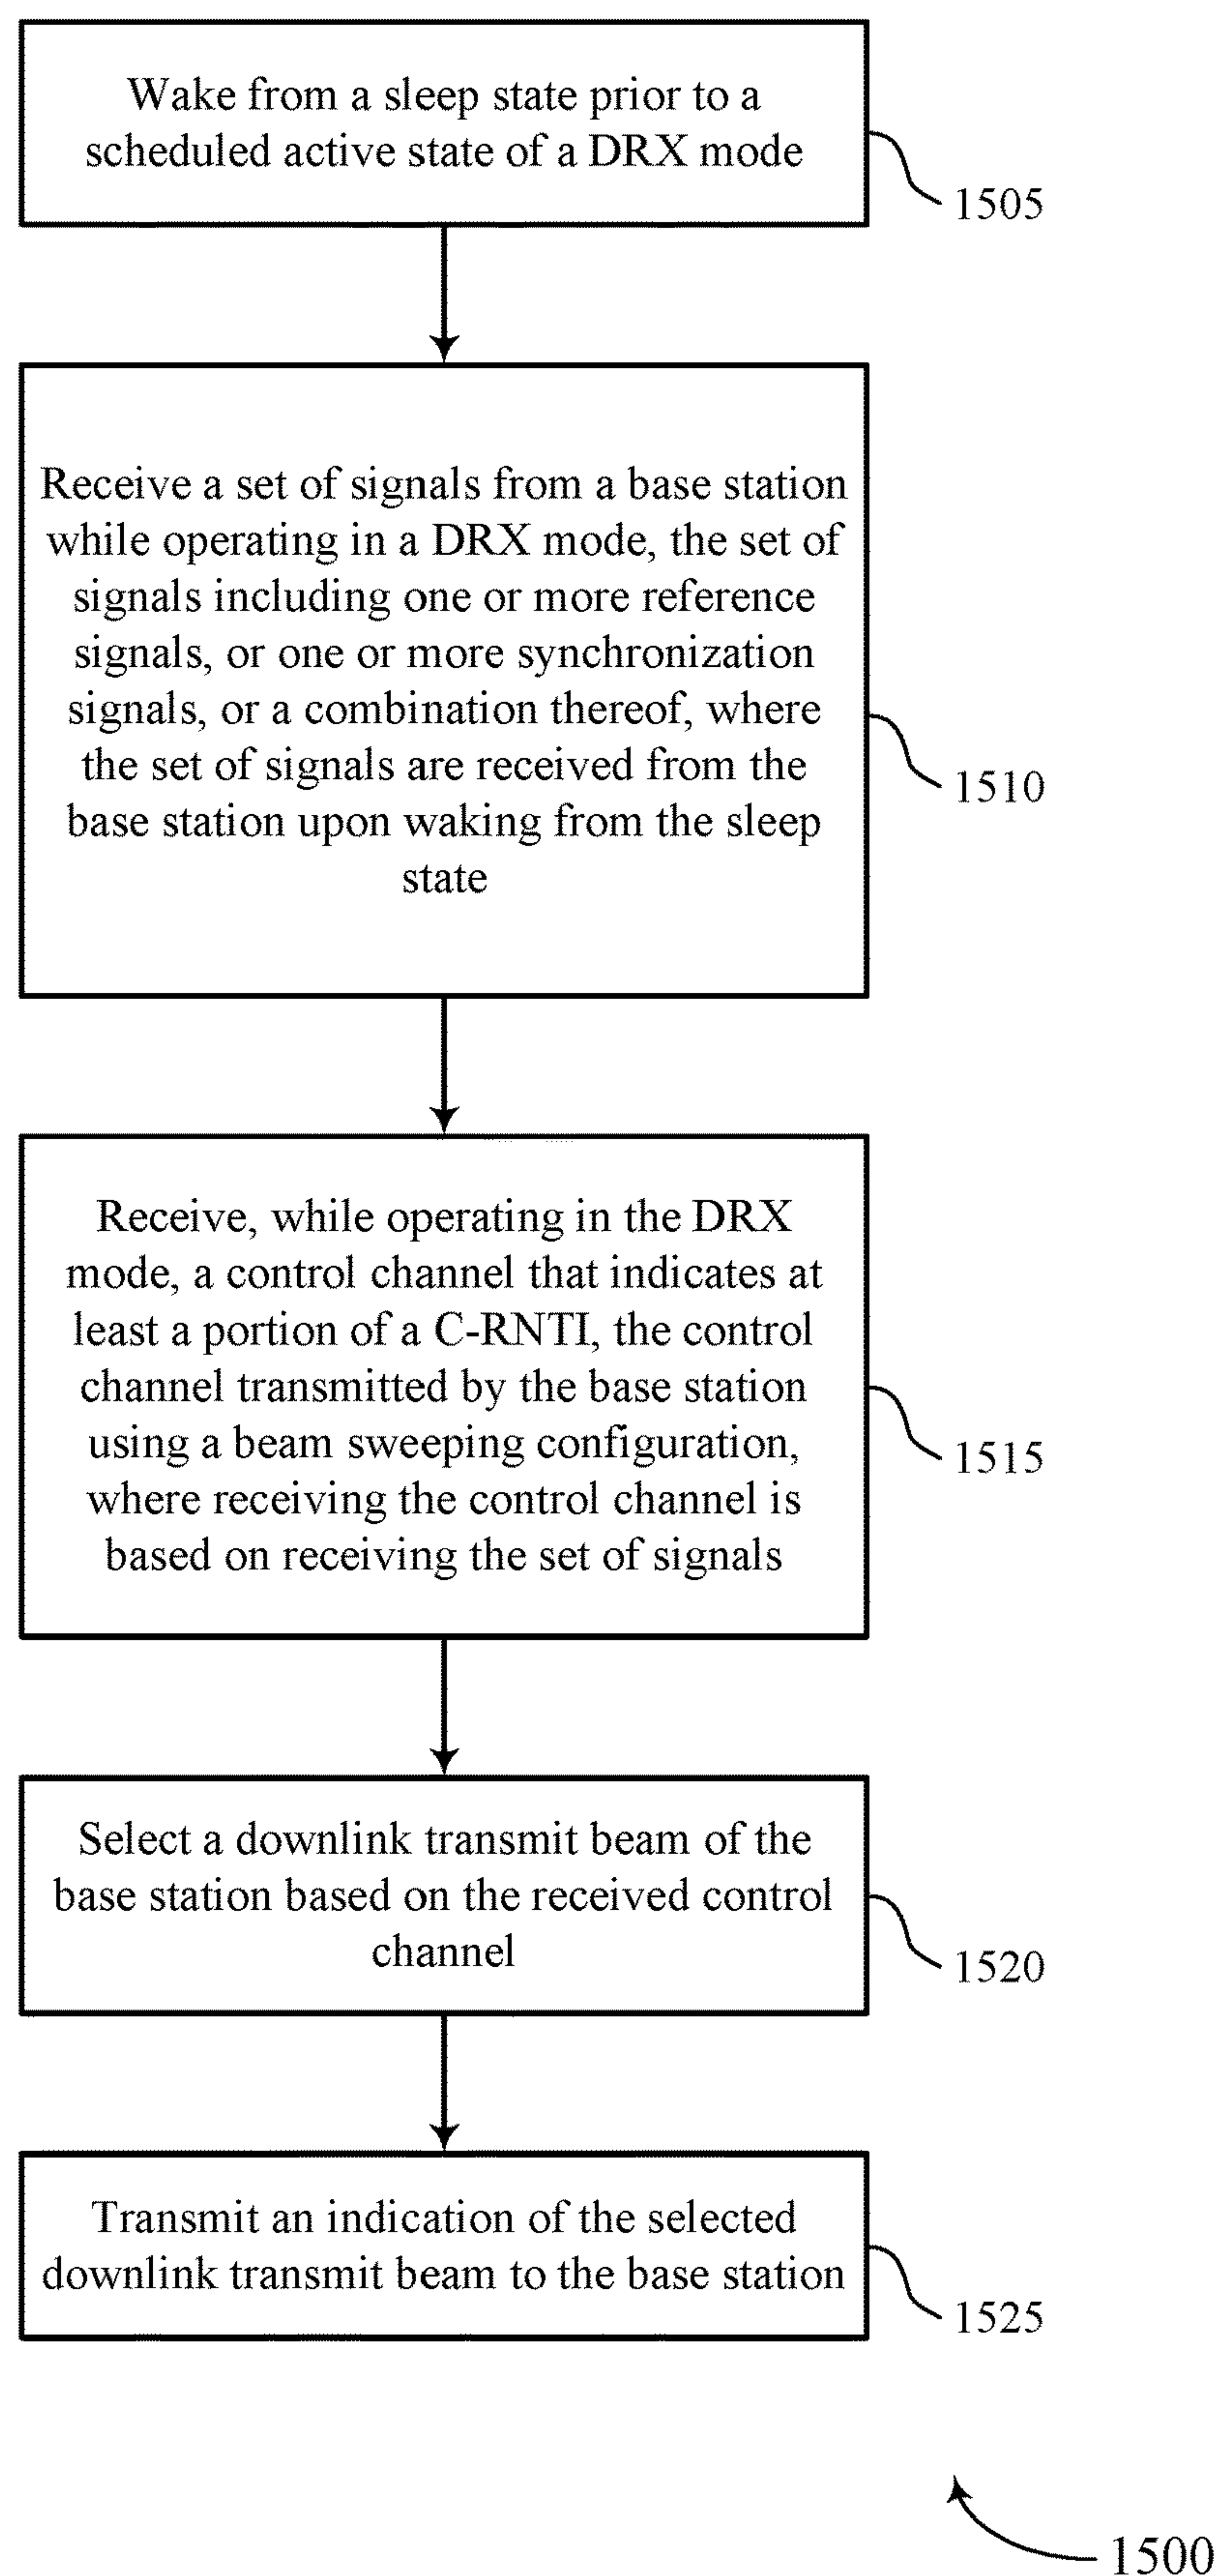 Wake from a sleep state prior to a
scheduled active state of a DRX mode
1505
Receive a set of signals from a base station
while operating in a DRX mode, the set of
signals including one or more reference
signals, or one or more synchronization
signals, or a combination thereof, where
the set of signals are received from the
base station upon waking from the sleep
state
1510
Receive, while operating in the DRX
mode, a control channel that indicates at
least a portion of a C-RNTI, the control
channel transmitted by the base station
using a beam sweeping configuration,
where receiving the control channel is
based on receiving the set of signals
1515
Select a downlink transmit beam of the
base station based on the received control
channel
1520
Transmit an indication of the selected
downlink transmit beam to the base station
1525
1500